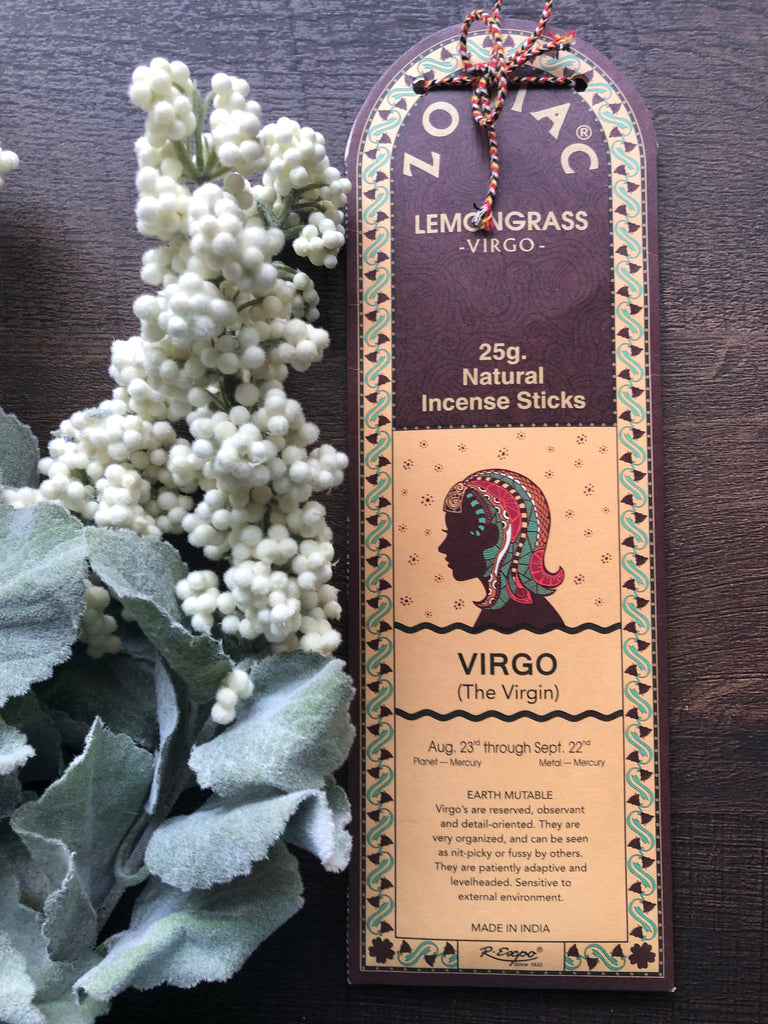 ZODIAC®
LEMONGRASS
-VIRGO-
25g.
Natural
Incense Sticks
VIRGO
(The Virgin)
Aug. 23rd through Sept. 22nd
Planet — Mercury Metal — Mercury
EARTH MUTABLE
Virgo's are reserved, observant
and detail-oriented. They are
very organized, and can be seen
as nit-picky or fussy by others.
They are patiently adaptive and
levelheaded. Sensitive to
external environment.
MADE IN INDIA
R-Expo®